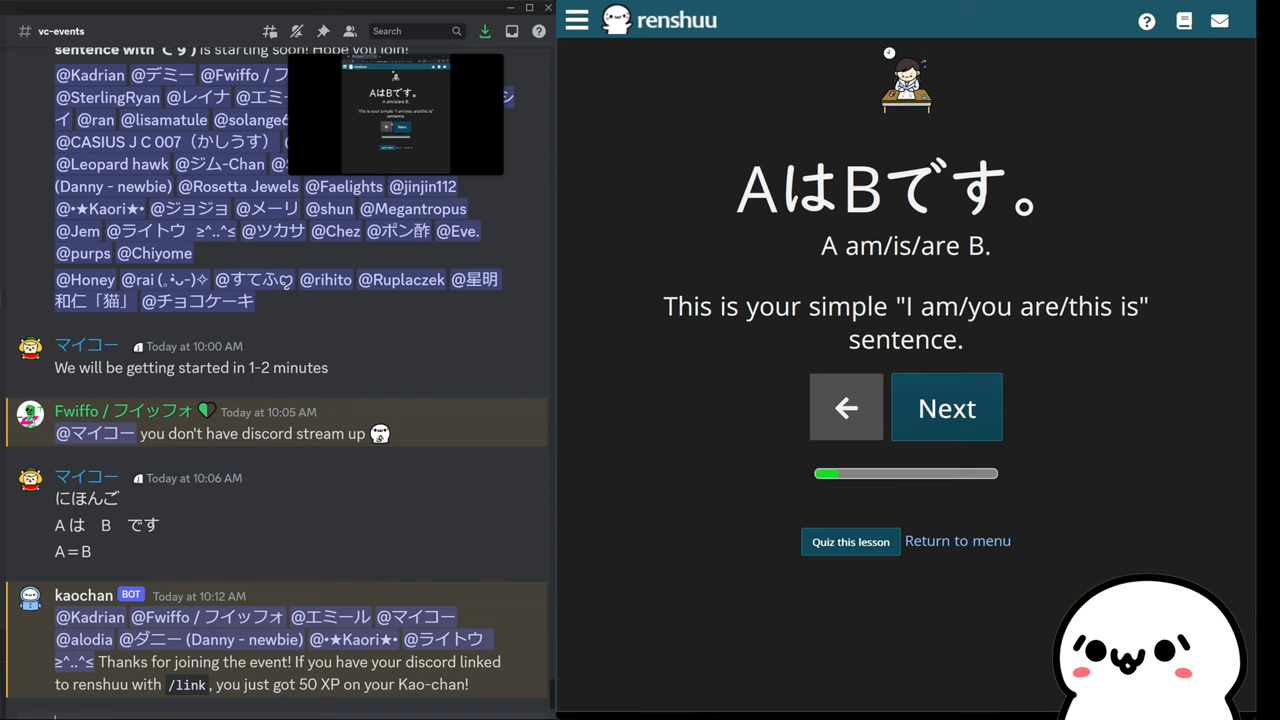 # vc-events
Search
sentence with です) is starting soon! Hope you join!
@Kadrian @デミー @Fwiffo / フ
@SterlingRyan @レイナ @エミー
イ @ran @lisamatule @solange
@CASIUS J C 007（かしうす）
@Leopard hawk @ジム-Chan
(Danny - newbie) @Rosetta Jewels @Faelights @jinjin112
@•★Kaori★• @ジョジョ @メーリ @shun @Megantropus
@Jem @ライトウ ≥^..^≤ @ツカサ @Chez @ポン酢 @Eve.
@purps @Chiyome
@Honey @rai @すてふ @rihito @Ruplaczek @星明
和仁「猫」 @チョコケーキ
マイコー Today at 10:00 AM
We will be getting started in 1-2 minutes
Fwiffo / フイッフォ Today at 10:05 AM
@マイコー you don't have discord stream up
マイコー Today at 10:06 AM
にほんご
A は　B　です
A＝B
kaochan BOT Today at 10:12 AM
@Kadrian @Fwiffo / フイッフォ @エミール @マイコー
@alodia @ダニー (Danny - newbie) @•★Kaori★• @ライトウ
≥^..^≤ Thanks for joining the event! If you have your discord linked
to renshuu with /link, you just got 50 XP on your Kao-chan!
renshuu
AはBです。
A am/is/are B.
This is your simple "I am/you are/this is"
sentence.
← Next
Quiz this lesson Return to menu